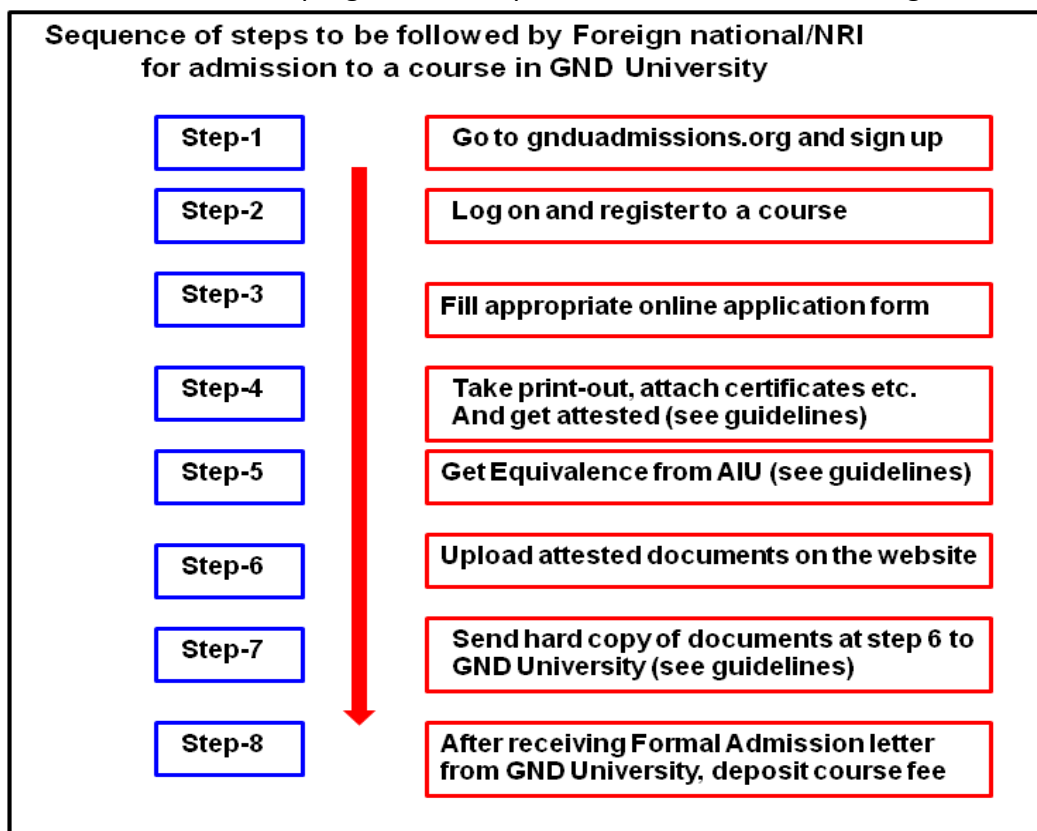 Sequence of steps to be followed by Foreign national/NRI
for admission to a course in GND University
Step-1
Go to gnduadmissions.org and sign up
Step-2
Log on and register to a course
Step-3
Fill appropriate online application form
Step-4
Take print-out, attach certificates etc.
And get attested (see guidelines)
Step-5
Get Equivalence from AIU (see guidelines)
Step-6
Upload attested documents on the website
Step-7
Send hard copy of documents at step 6 to
GND University (see guidelines)
Step-8
After receiving Formal Admission letter
from GND University, deposit course fee